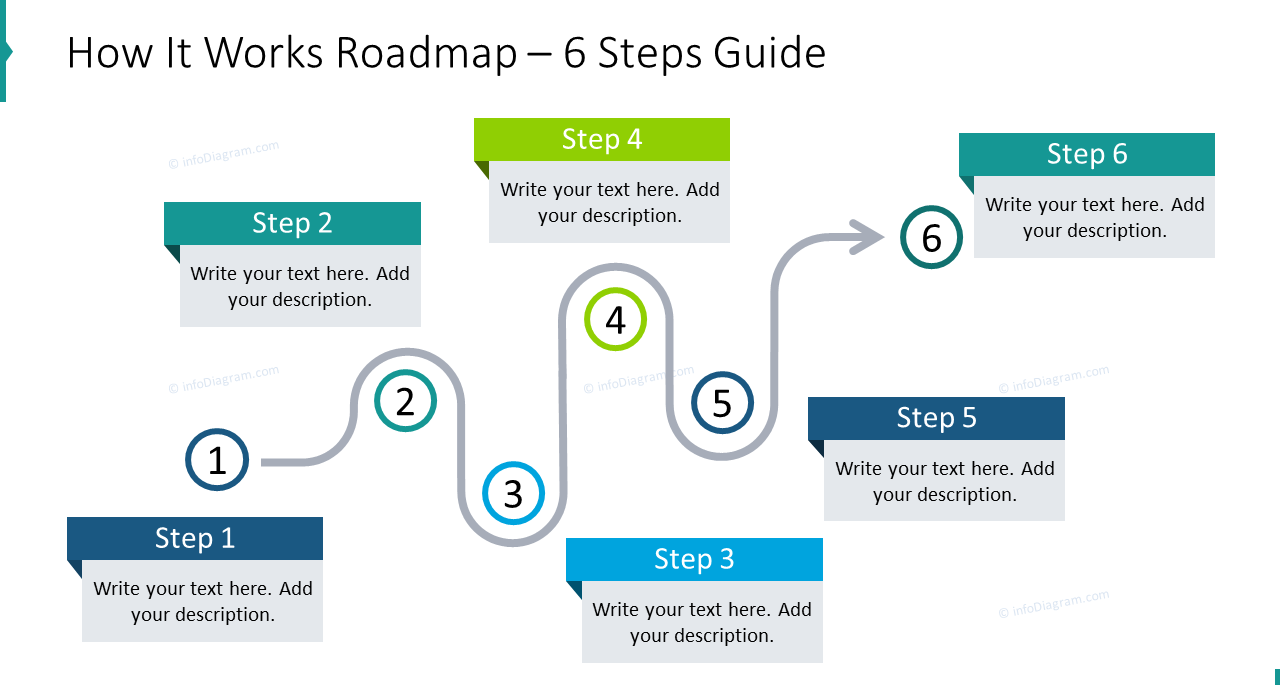 How It Works Roadmap – 6 Steps Guide
© infoDiagram.com
Step 4
Write your text here. Add
your description.
Step 6
Write your text here. Add
your description.
Step 2
Write your text here. Add
your description.
6
4
© infoDiagram.com
© infoDiagram.com
© infoDiagram.com
2
5
Step 5
Write your text here. Add
your description.
1
3
Step 1
Write your text here. Add
your description.
Step 3
Write your text here. Add
your description.
© infoDiagram.com